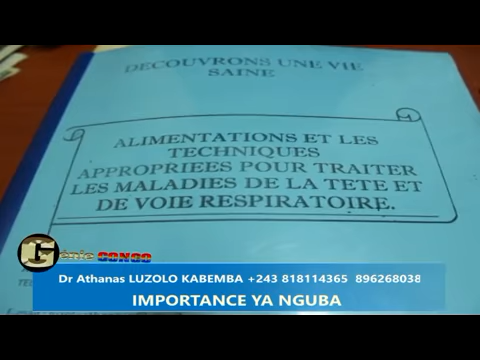 DECOUVRONS UNE VIE
SAINE
ALIMENTATIONS ET LES
TECHNIQUES
APPROPRIEES POUR TRAITER
LES MALADIES DE LA TETE ET
DE VOIE RESPIRATOIRE.
Génie CONGO
Dr Athanas LUZOLO KABEMBA +243 818114365 896268038
IMPORTANCE YA NGUBA